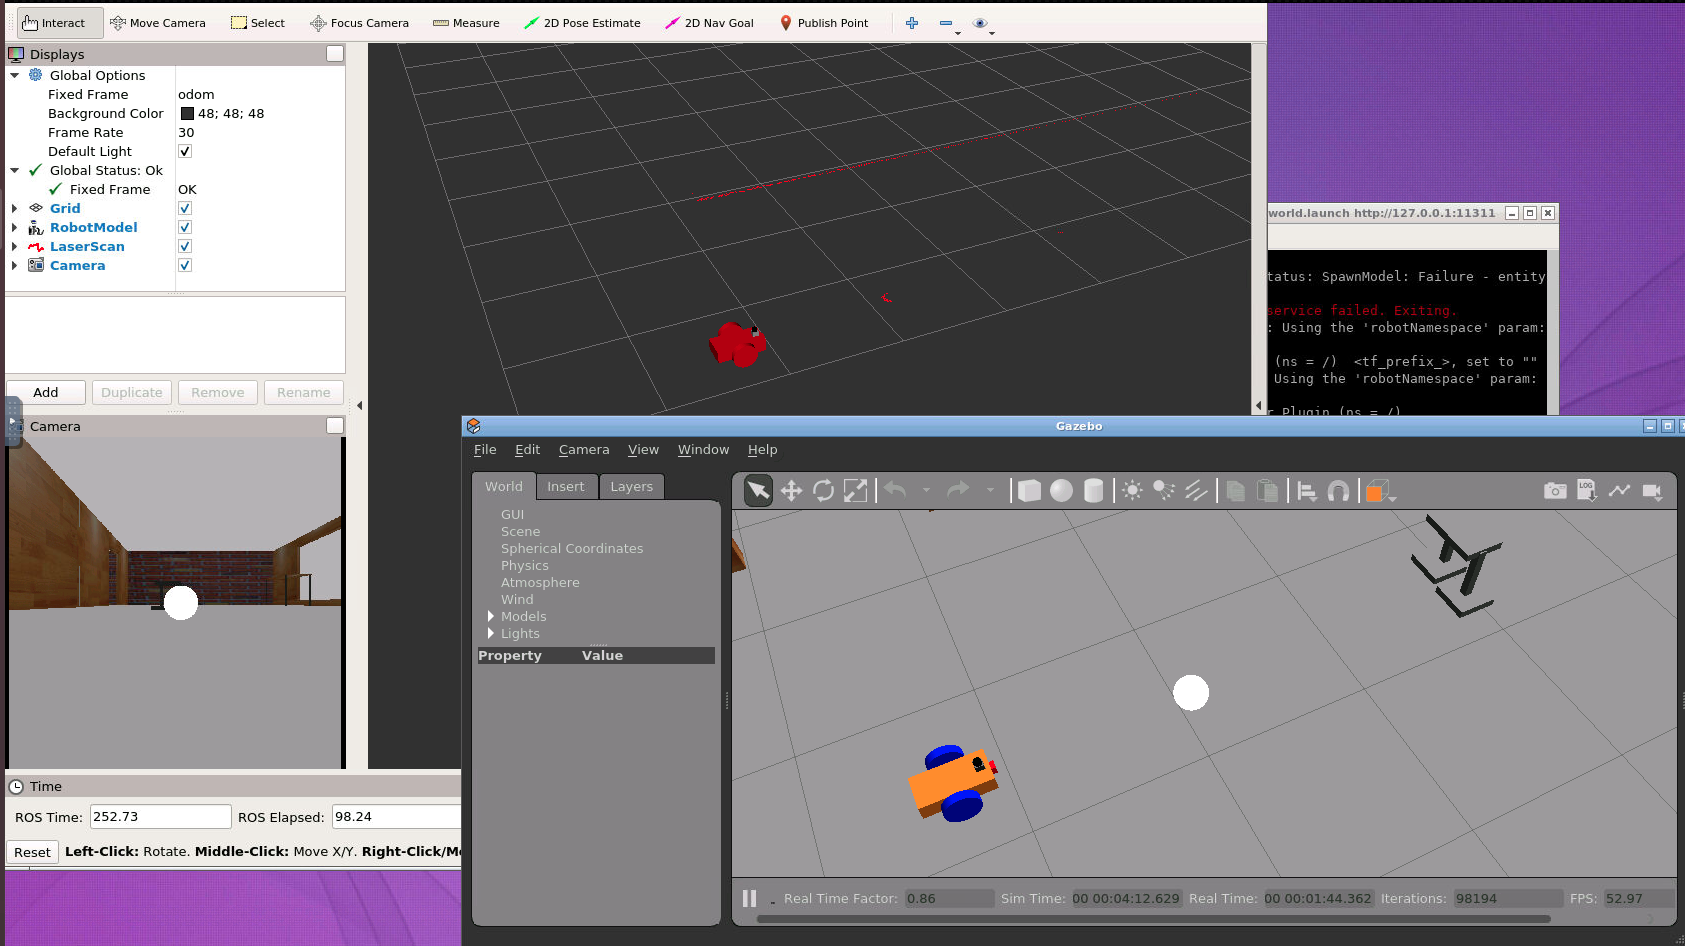 Interact Move Camera Select Focus Camera Measure 2D Pose Estimate 2D Nav Goal Publish Point
Displays
Global Options
Fixed Frame odom
Background Color 48; 48; 48
Frame Rate 30
Default Light
Global Status: Ok
Fixed Frame OK
Grid
RobotModel
LaserScan
Camera
Add Duplicate Remove Rename
Camera
Time
ROS Time: 252.73 ROS Elapsed: 98.24
Reset Left-Click: Rotate. Middle-Click: Move X/Y. Right-Click/Mo
world.launch http://127.0.0.1:11311
tatus: SpawnModel: Failure - entity
service failed. Exiting.
: Using the 'robotNamespace' param:
(ns = /) <tf_prefix_>, set to ""
Using the 'robotNamespace' param:
r Plugin (ns = /)
Gazebo
File Edit Camera View Window Help
World Insert Layers
GUI
Scene
Spherical Coordinates
Physics
Atmosphere
Wind
Models
Lights
Property Value
LOG
Real Time Factor: 0.86 Sim Time: 00 00:04:12.629 Real Time: 00 00:01:44.362 Iterations: 98194 FPS: 52.97